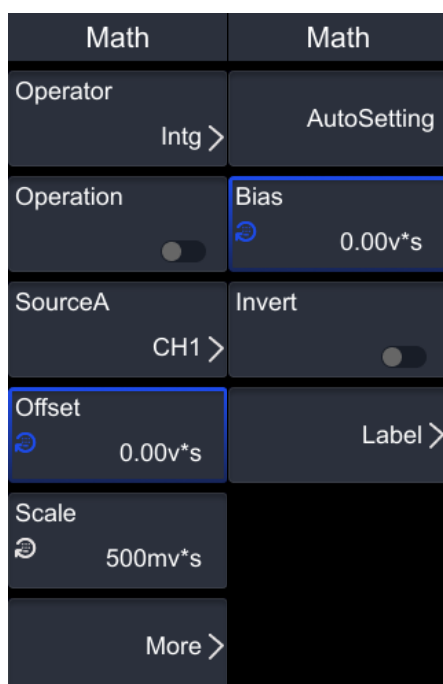 Math
Operator
Intg
Operation
SourceA
CH1
Offset
0.00v*s
Scale
500mv*s
More
Math
AutoSetting
Bias
0.00v*s
Invert
Label